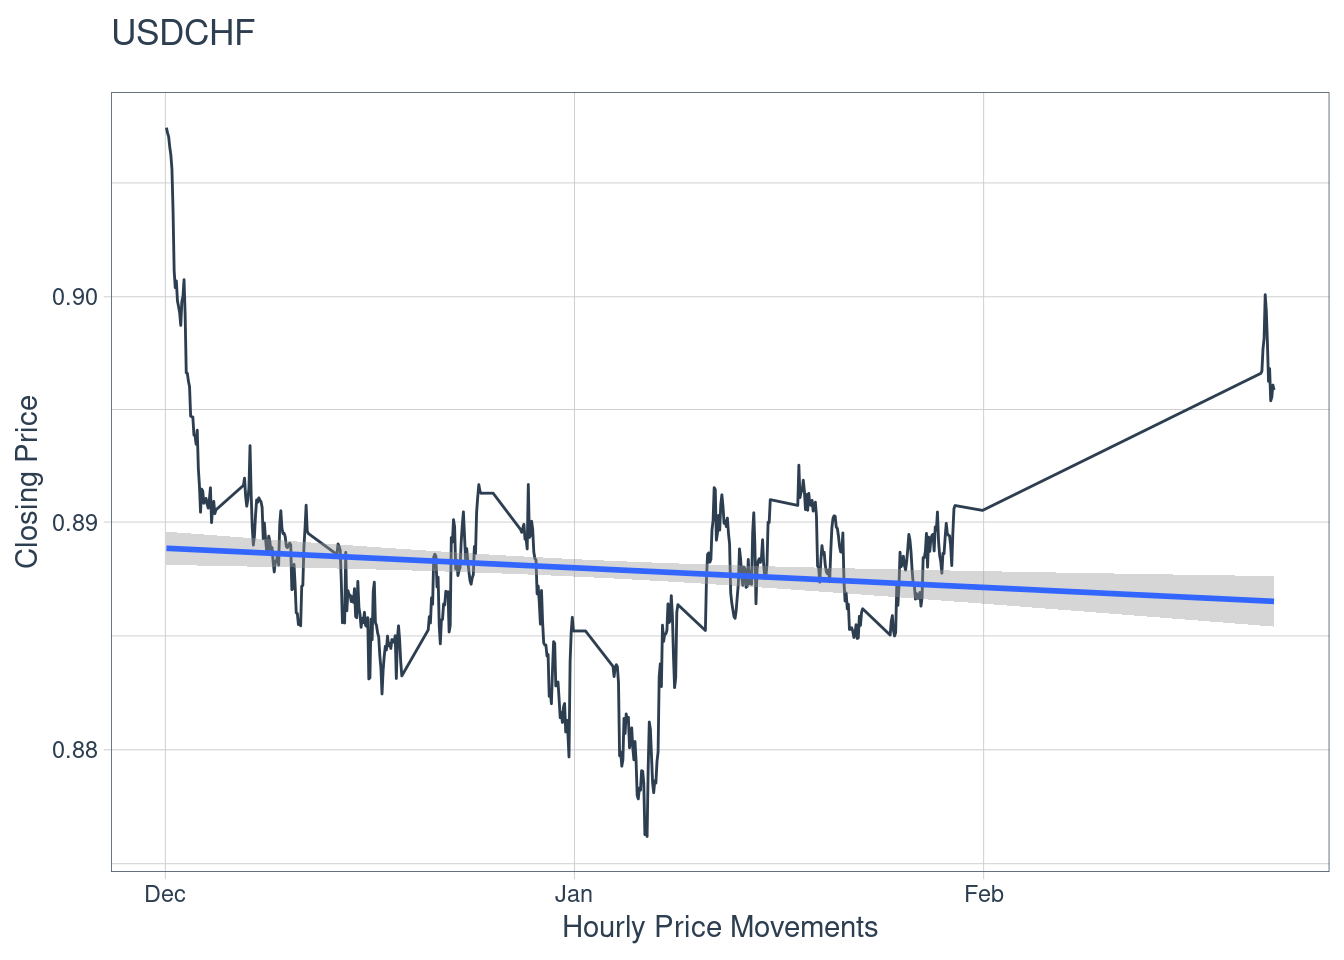 USDCHF
Closing Price
0.90
0.89
0.88
Dec
Jan
Feb
Hourly Price Movements